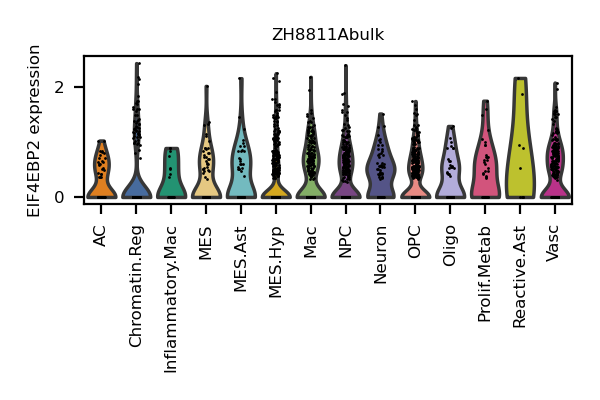 ZH8811Abulk
EIF4EBP2 expression
2
0
AC
Chromatin.Reg
Inflammatory.Mac
MES
MES.Ast
MES.Hyp
Mac
NPC
Neuron
OPC
Oligo
Prolif.Metab
Reactive.Ast
Vasc